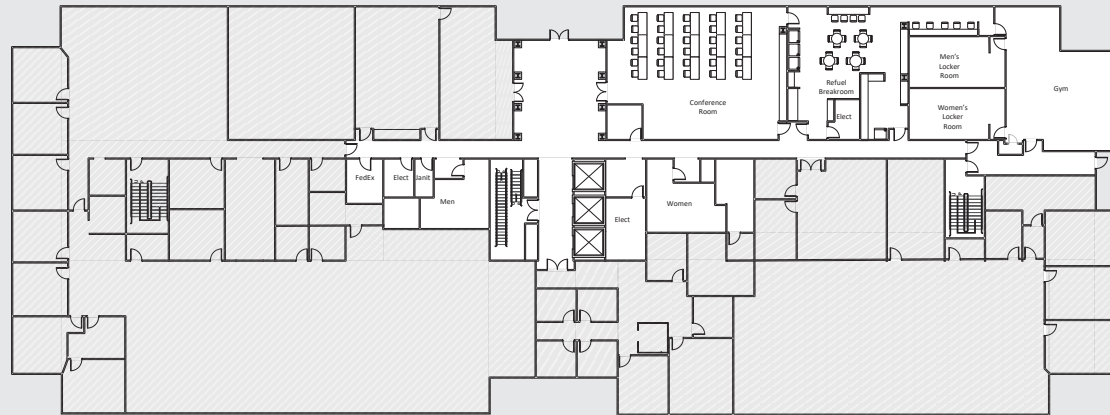 Conference
Room
Refuel
Breakroom
Elect
Men's
Locker
Room
Women's
Locker
Room
Gym
FedEx
Elect
Janit
Men
Elect
Women